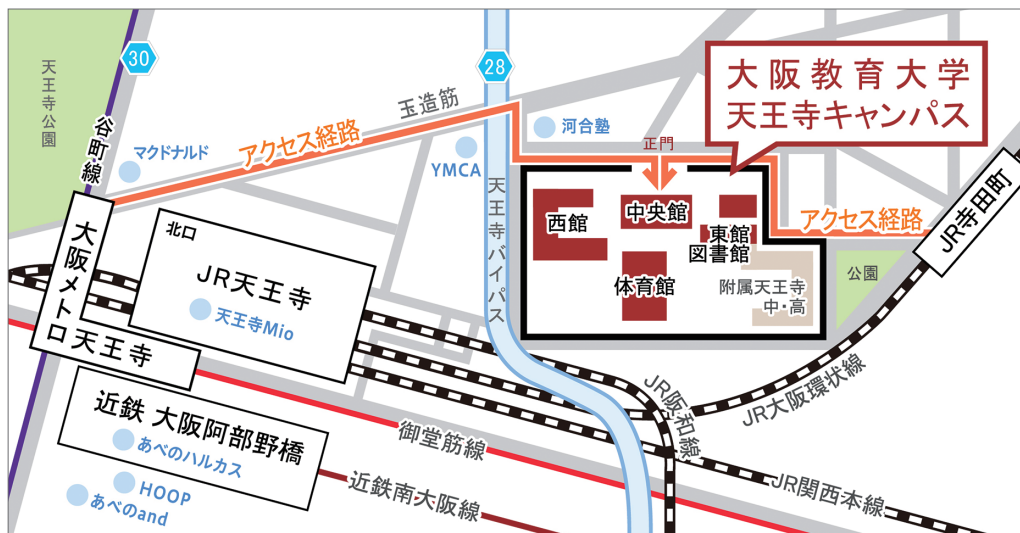 30
28
大阪教育大学
天王寺キャンパス
天王寺公園
谷町線
玉造筋
アクセス経路
マクドナルド
河合塾
YMCA
正門
天王寺バイパス
西館
中央館
東館
図書館
体育館
附属天王寺
中・高
アクセス経路
JR寺田町
公園
北口
JR天王寺
天王寺Mio
大阪メトロ天王寺
近鉄 大阪阿部野橋
あべのハルカス
HOOP
あべのand
御堂筋線
近鉄南大阪線
JR阪和線
JR大阪環状線
JR関西本線